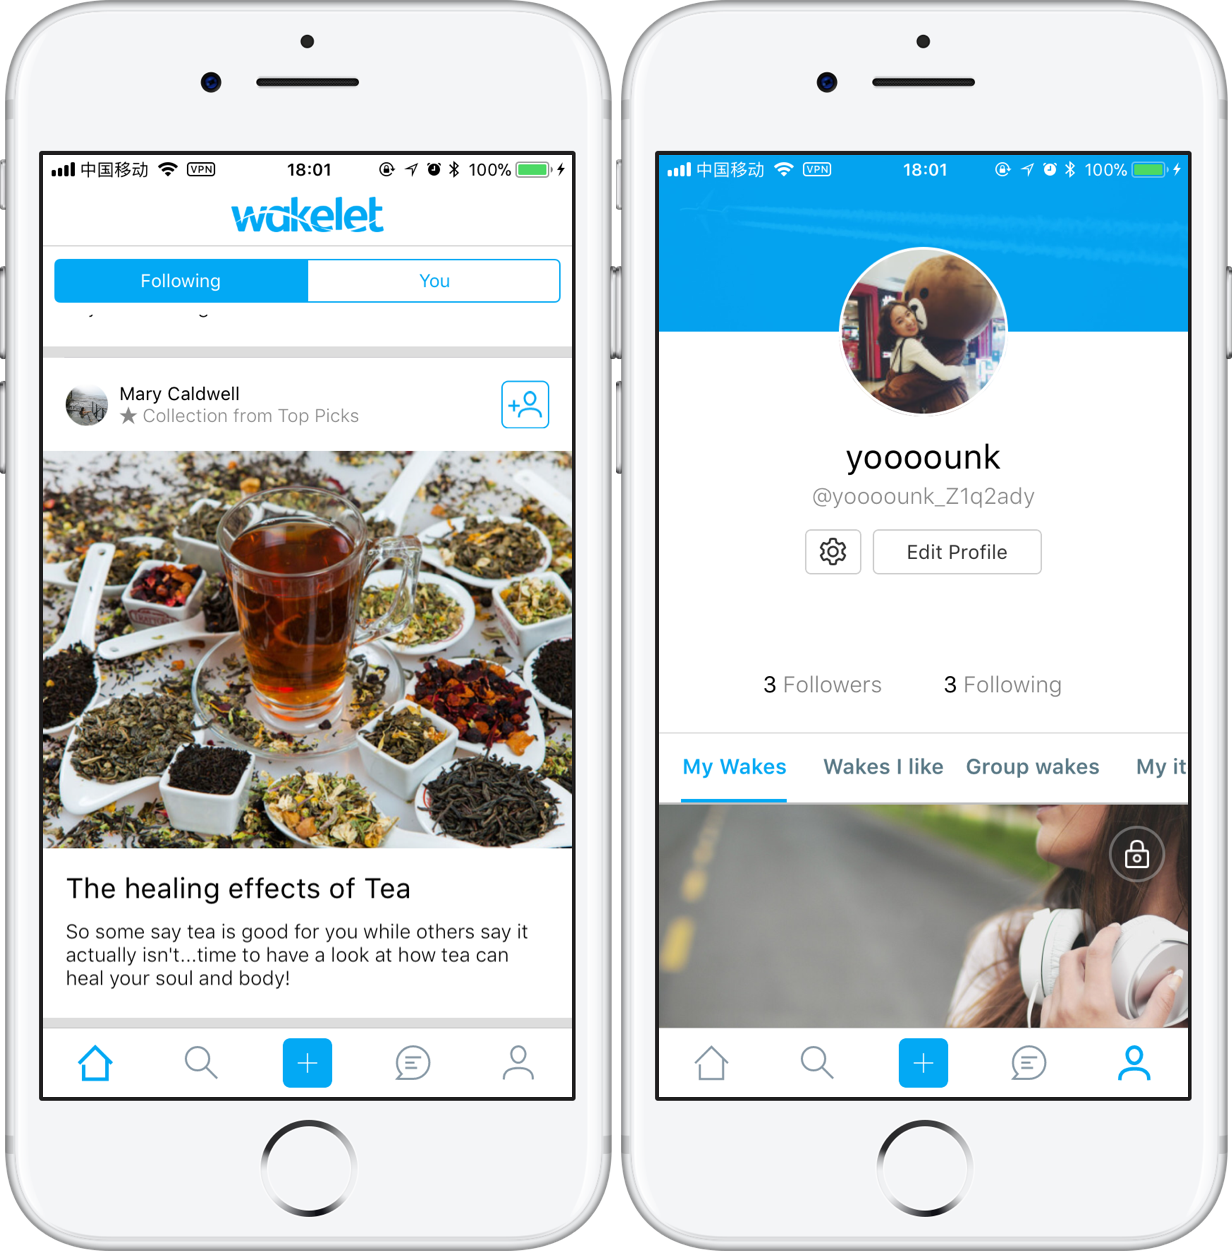 中国移动 VPN 18:01 100%
wakelet
Following You
Mary Caldwell
★ Collection from Top Picks
The healing effects of Tea
So some say tea is good for you while others say it
actually isn't...time to have a look at how tea can
heal your soul and body!
中国移动 VPN 18:01 100%
yoooounk
@yoooounk_Z1q2ady
Edit Profile
3 Followers 3 Following
My Wakes Wakes I like Group wakes My it